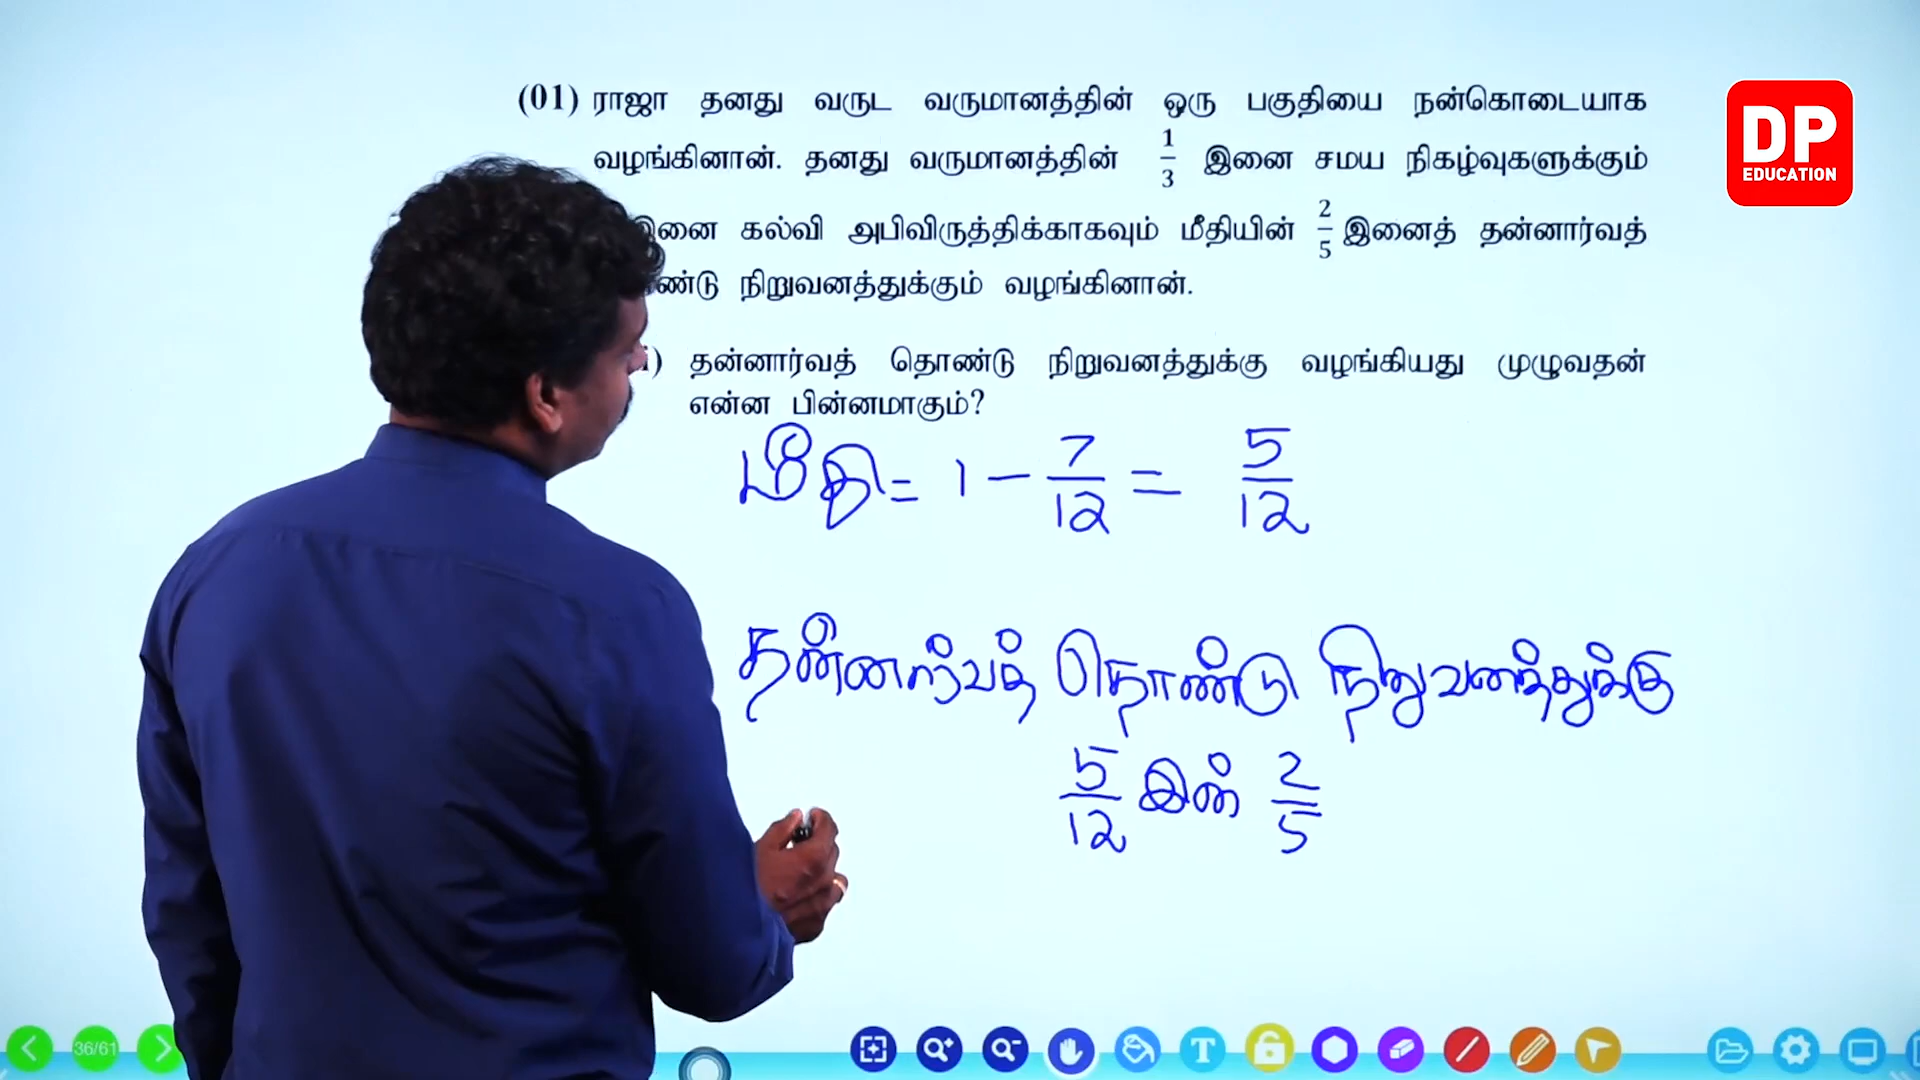 (01) ராஜா தனது வருட வருமானத்தின் ஒரு பகுதியை நன்கொடையாக
வழங்கினான். தனது வருமானத்தின் 1/3 இனை சமய நிகழ்வுகளுக்கும்
இனை கல்வி அபிவிருத்திக்காகவும் மீதியின் 2/5 இனைத் தன்னார்வத்
நிறுவனத்துக்கும் வழங்கினான்.
தன்னார்வத் தொண்டு நிறுவனத்துக்கு வழங்கியது முழுவதன்
என்ன பின்னமாகும்?
மீதி = 1 - 7/12 = 5/12
தன்னார்வத் தொண்டு நிறுவனத்துக்கு
5/12 இன் 2/5
DP
EDUCATION
36/61
T